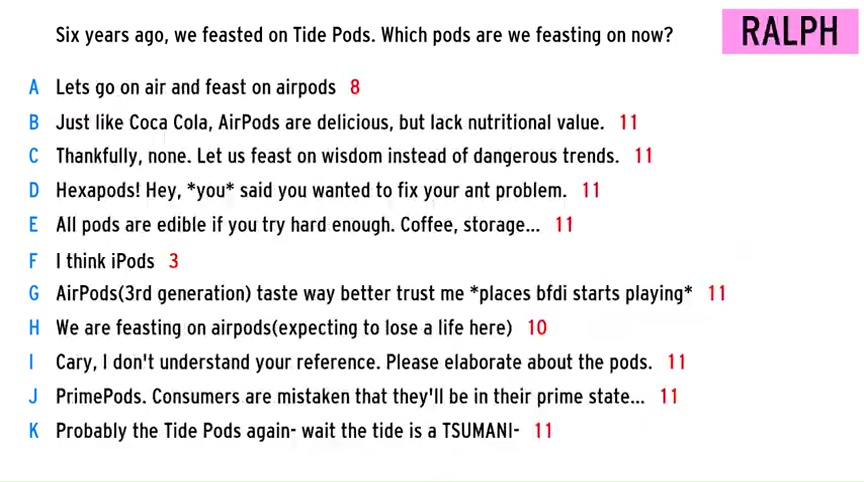 Six years ago, we feasted on Tide Pods. Which pods are we feasting on now?
RALPH
A Lets go on air and feast on airpods 8
B Just like Coca Cola, AirPods are delicious, but lack nutritional value. 11
C Thankfully, none. Let us feast on wisdom instead of dangerous trends. 11
D Hexapods! Hey, *you* said you wanted to fix your ant problem. 11
E All pods are edible if you try hard enough. Coffee, storage... 11
F I think iPods 3
G AirPods(3rd generation) taste way better trust me *places bfdi starts playing* 11
H We are feasting on airpods(expecting to lose a life here) 10
I Cary, I don't understand your reference. Please elaborate about the pods. 11
J PrimePods. Consumers are mistaken that they'll be in their prime state... 11
K Probably the Tide Pods again- wait the tide is a TSUMANI- 11